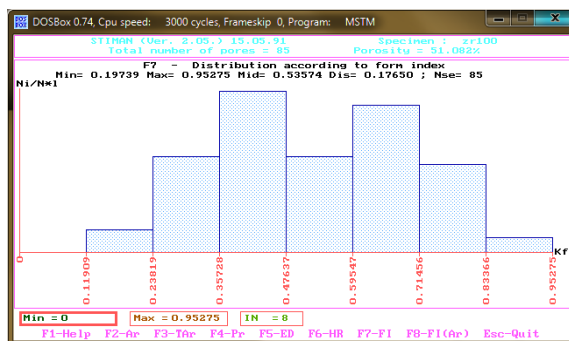 DOSBox 0.74, Cpu speed: 3000 cycles, Frameskip 0, Program: MSTM
STIMAN (Ver. 2.05.) 15.05.91 Specimen : zr100
Total number of pores = 85 Porosity = 51.082%
F7 - Distribution according to form index
Min= 0.19739 Max= 0.95275 Mid= 0.53574 Dis= 0.17650 ; Nse= 85
Ni/N*l
Kf
0
0.11909
0.23819
0.35728
0.47637
0.59547
0.71456
0.83366
0.95275
Min =0 Max =0.95275 IN =8
F1-Help F2-Ar F3-TAr F4-Pr F5-ED F6-HR F7-FI F8-FI(Ar) Esc-Quit